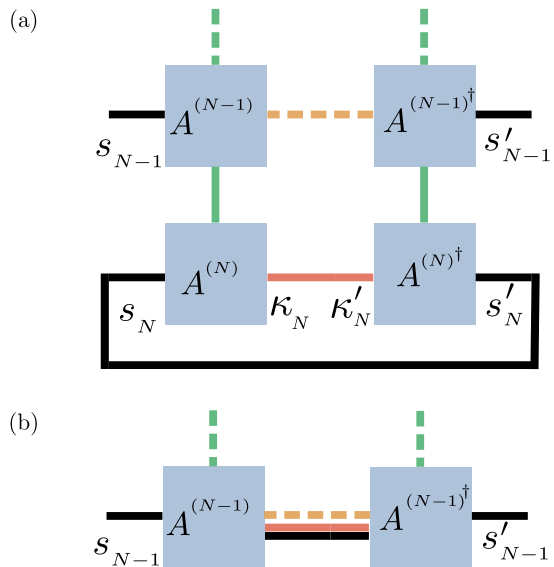 (a)
A^(N−1) A^(N−1)†
s_N−1 s′_N−1
A^(N) A^(N)†
s_N κ_N κ′_N s′_N
(b)
A^(N−1) A^(N−1)†
s_N−1 s′_N−1